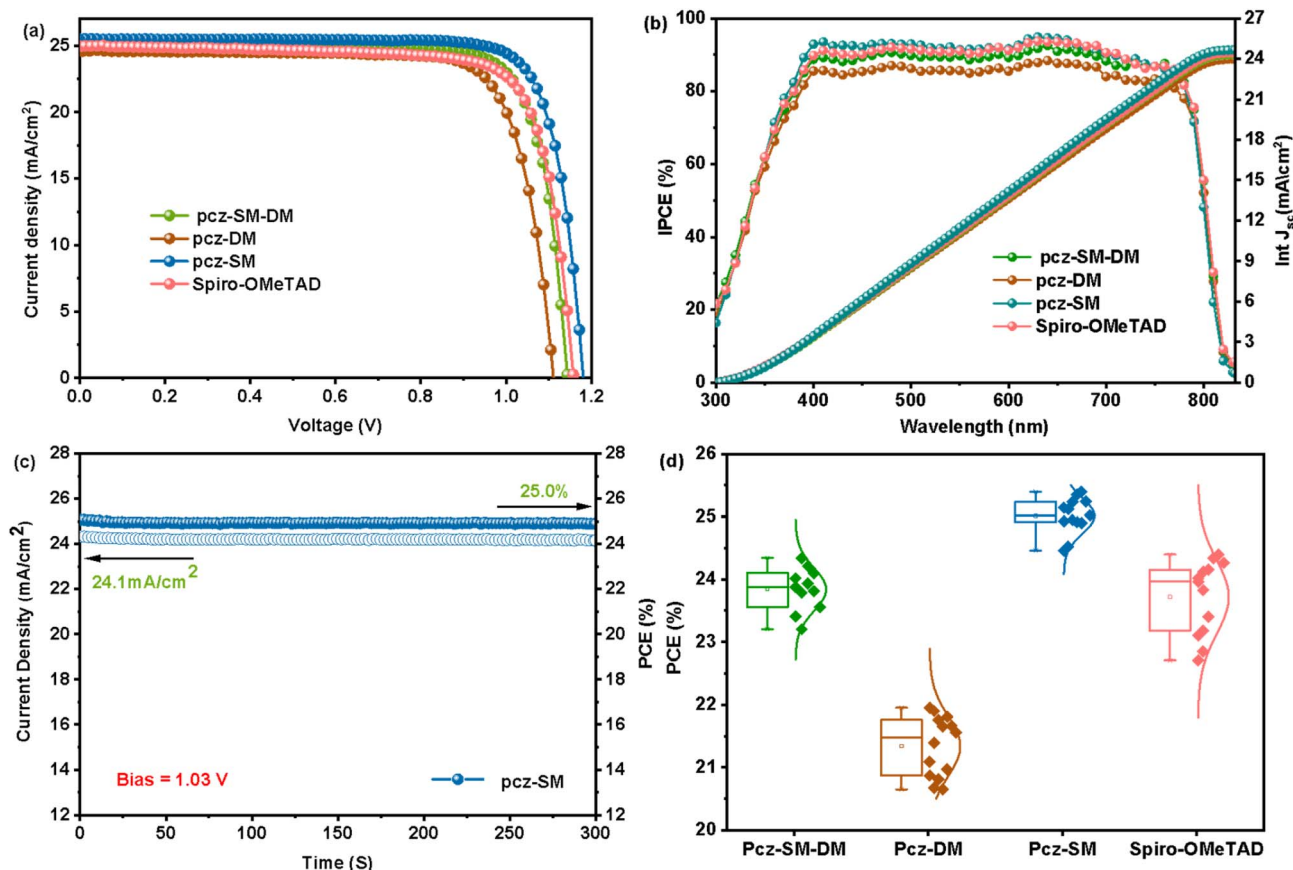 (a)
25
20
15
10
5
0
Current density (mA/cm²)
pcz-SM-DM
pcz-DM
pcz-SM
Spiro-OMeTAD
0.0 0.2 0.4 0.6 0.8 1.0 1.2
Voltage (V)
(b)
100
80
60
40
20
0
IPCE (%)
27
24
21
18
15
12
9
6
3
0
Int J_sc(mA\cm²)
pcz-SM-DM
pcz-DM
pcz-SM
Spiro-OMeTAD
300 400 500 600 700 800
Wavelength (nm)
(c)
28
26
24
22
20
18
16
14
12
Current Density (mA/cm²)
28
26
24
22
20
18
16
14
12
PCE (%)
25.0%
24.1mA/cm²
Bias = 1.03 V
pcz-SM
0 50 100 150 200 250 300
Time (S)
(d)
26
25
24
23
22
21
20
PCE (%)
Pcz-SM-DM Pcz-DM Pcz-SM Spiro-OMeTAD